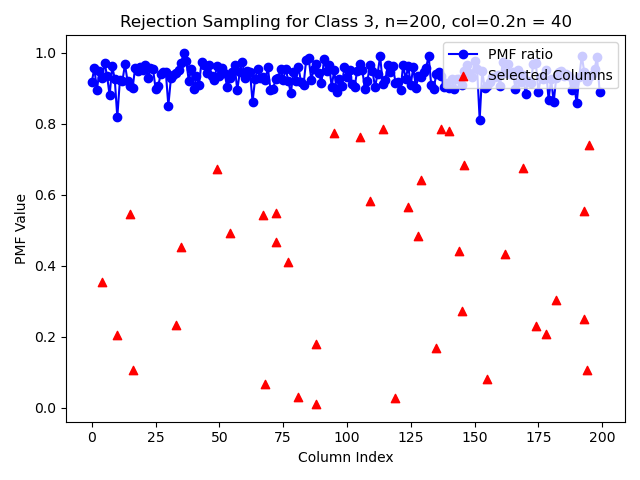 Rejection Sampling for Class 3, n=200, col=0.2n = 40
PMF ratio
Selected Columns
PMF Value
1.0
0.8
0.6
0.4
0.2
0.0
0 25 50 75 100 125 150 175 200
Column Index